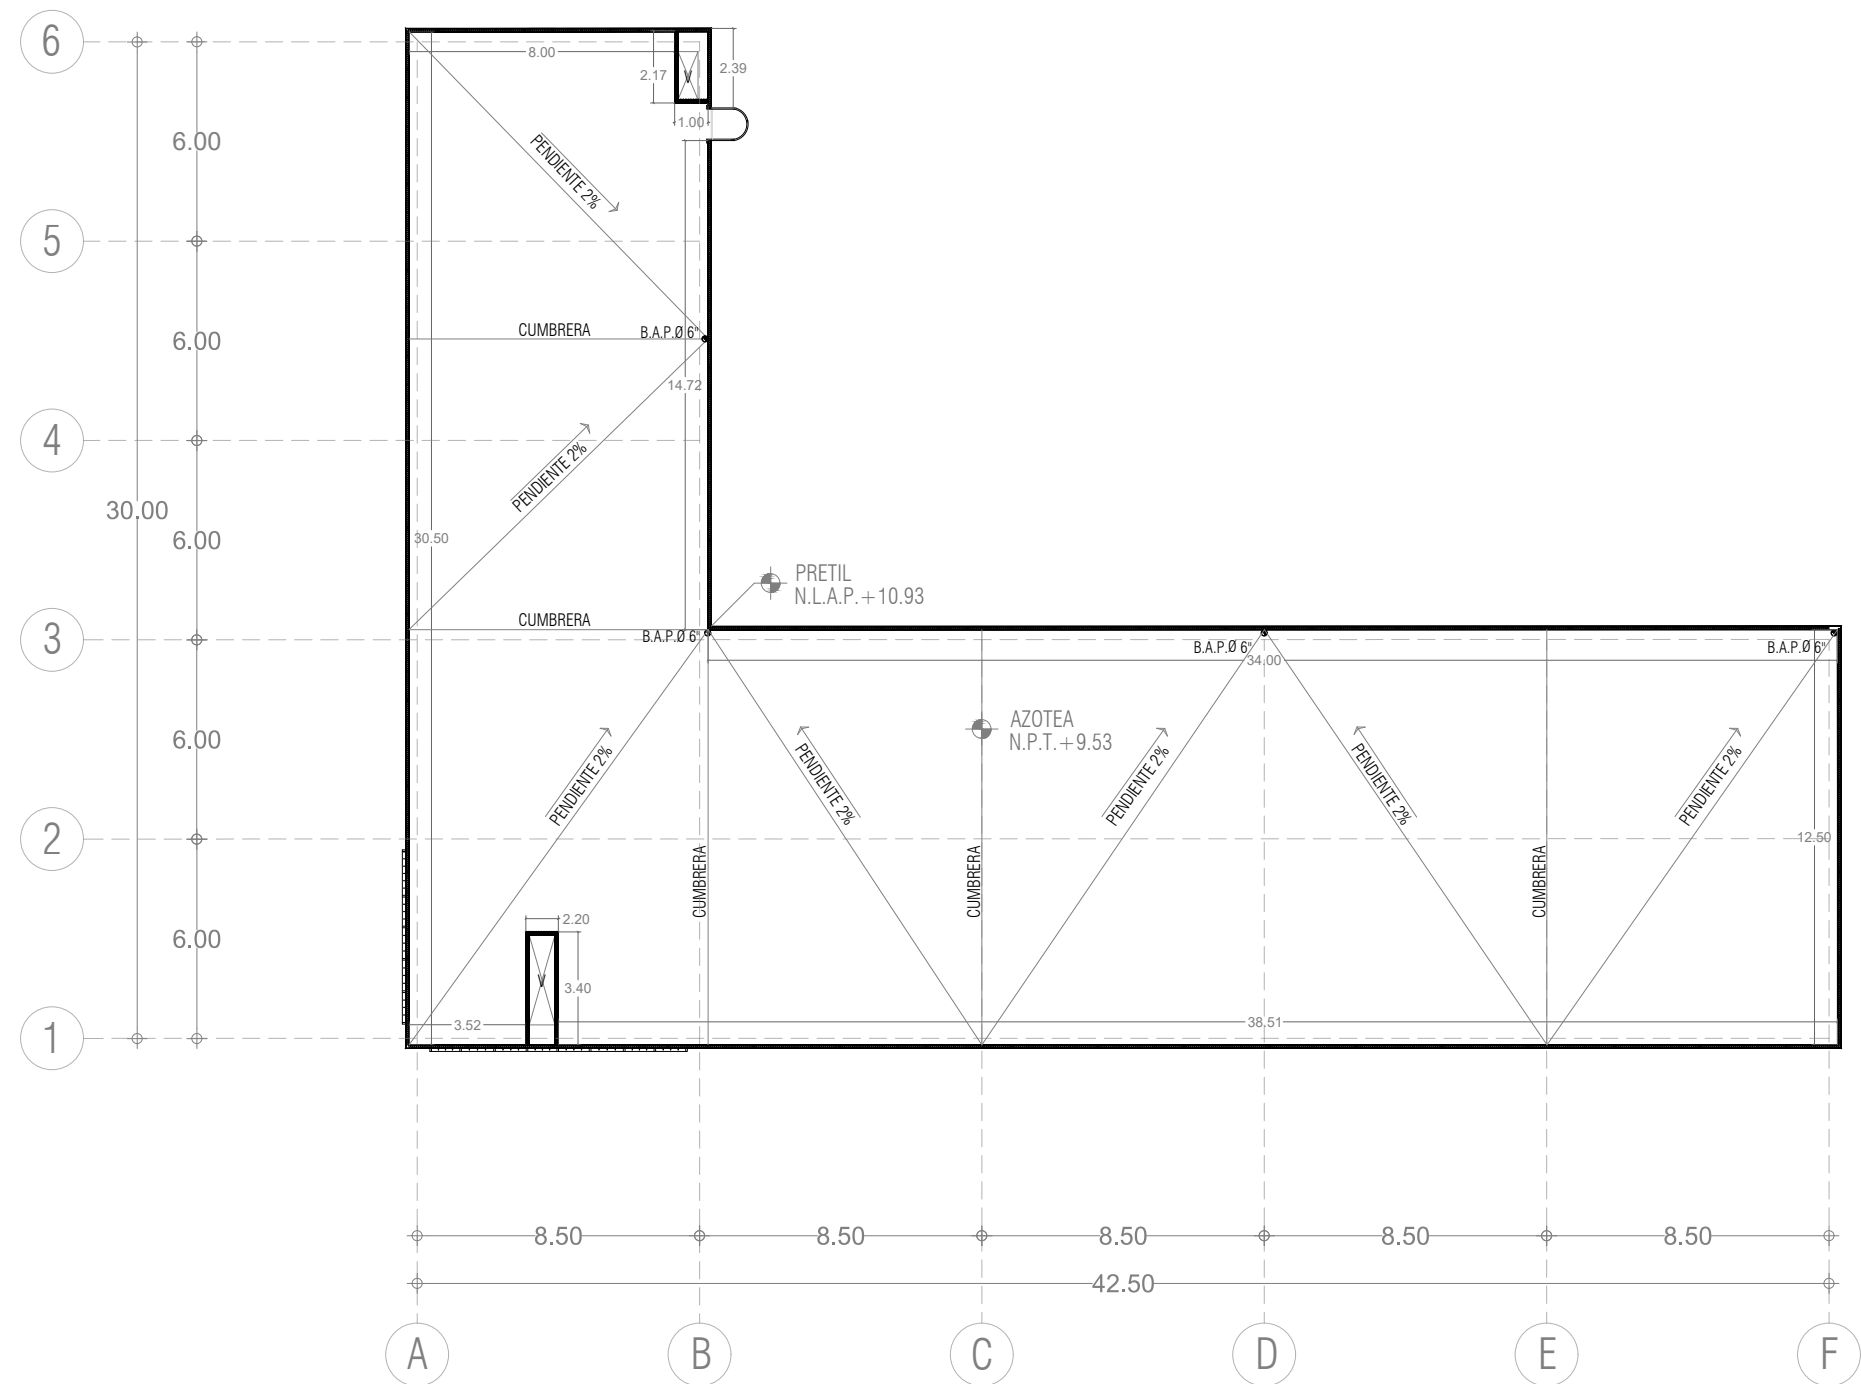 6
8.00
2.17
2.39
V
1.00
6.00
PENDIENTE 2%
5
CUMBRERA
B.A.P.Ø 6"
6.00
14.72
4
PENDIENTE 2%
30.00
30.50
6.00
PRETIL
N.L.A.P.+10.93
CUMBRERA
B.A.P.Ø 6"
3
B.A.P.Ø 6"
34.00
B.A.P.Ø 6"
AZOTEA
N.P.T.+9.53
6.00
PENDIENTE 2%
PENDIENTE 2%
PENDIENTE 2%
PENDIENTE 2%
PENDIENTE 2%
2
12.50
CUMBRERA
CUMBRERA
CUMBRERA
2.20
6.00
V
3.40
3.52
38.51
1
8.50
8.50
8.50
8.50
8.50
42.50
A
B
C
D
E
F